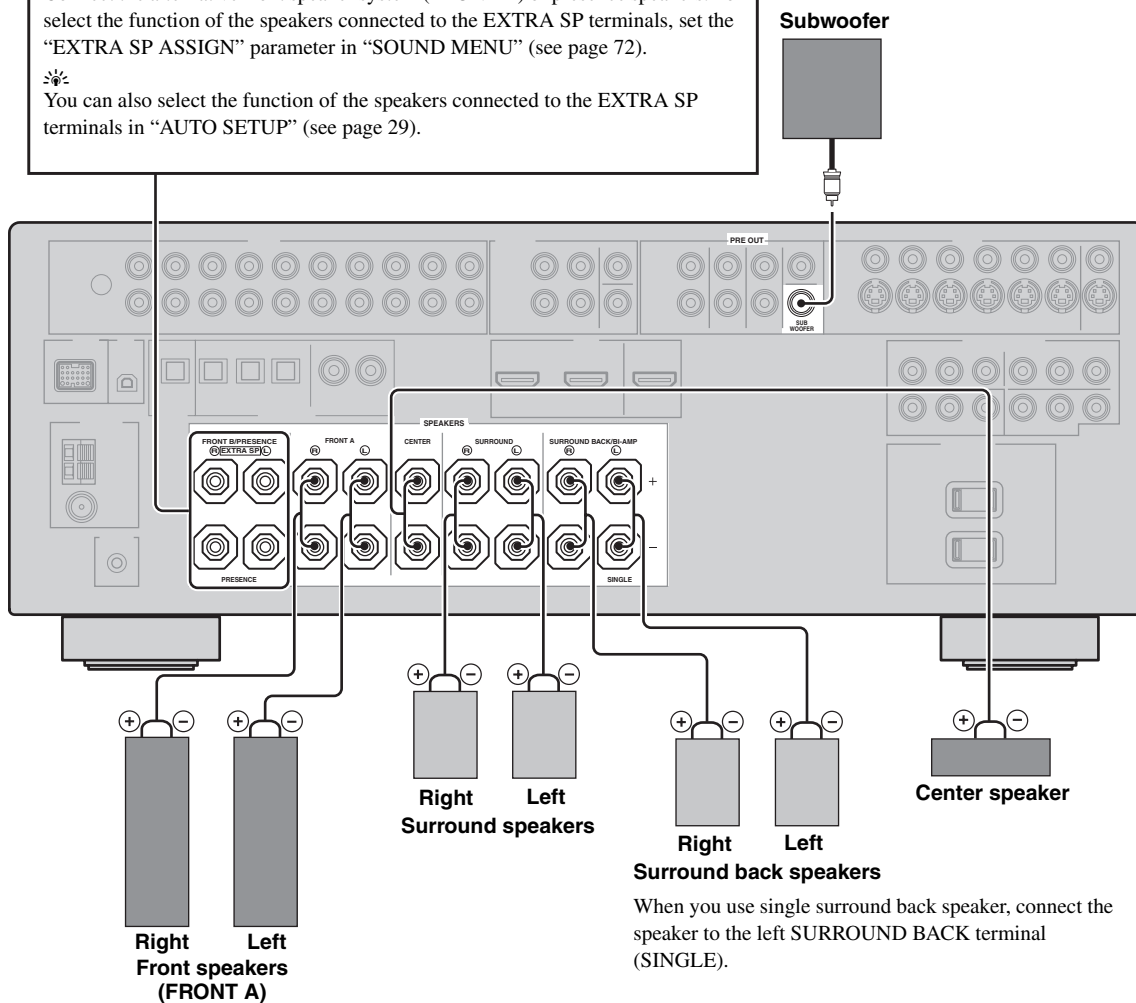 select the function of the speakers connected to the EXTRA SP terminals, set the
“EXTRA SP ASSIGN” parameter in “SOUND MENU” (see page 72).
You can also select the function of the speakers connected to the EXTRA SP
terminals in “AUTO SETUP” (see page 29).
Subwoofer
PRE OUT
SUB
WOOFER
SPEAKERS
FRONT B/PRESENCE
R EXTRA SP L
FRONT A
R L
CENTER
SURROUND
R L
SURROUND BACK/BI-AMP
R L
+
–
PRESENCE
SINGLE
+ –
+ –
Right Left
Front speakers
(FRONT A)
+ –
+ –
Right Left
Surround speakers
+ –
+ –
Right Left
Surround back speakers
When you use single surround back speaker, connect the
speaker to the left SURROUND BACK terminal
(SINGLE).
+ –
Center speaker